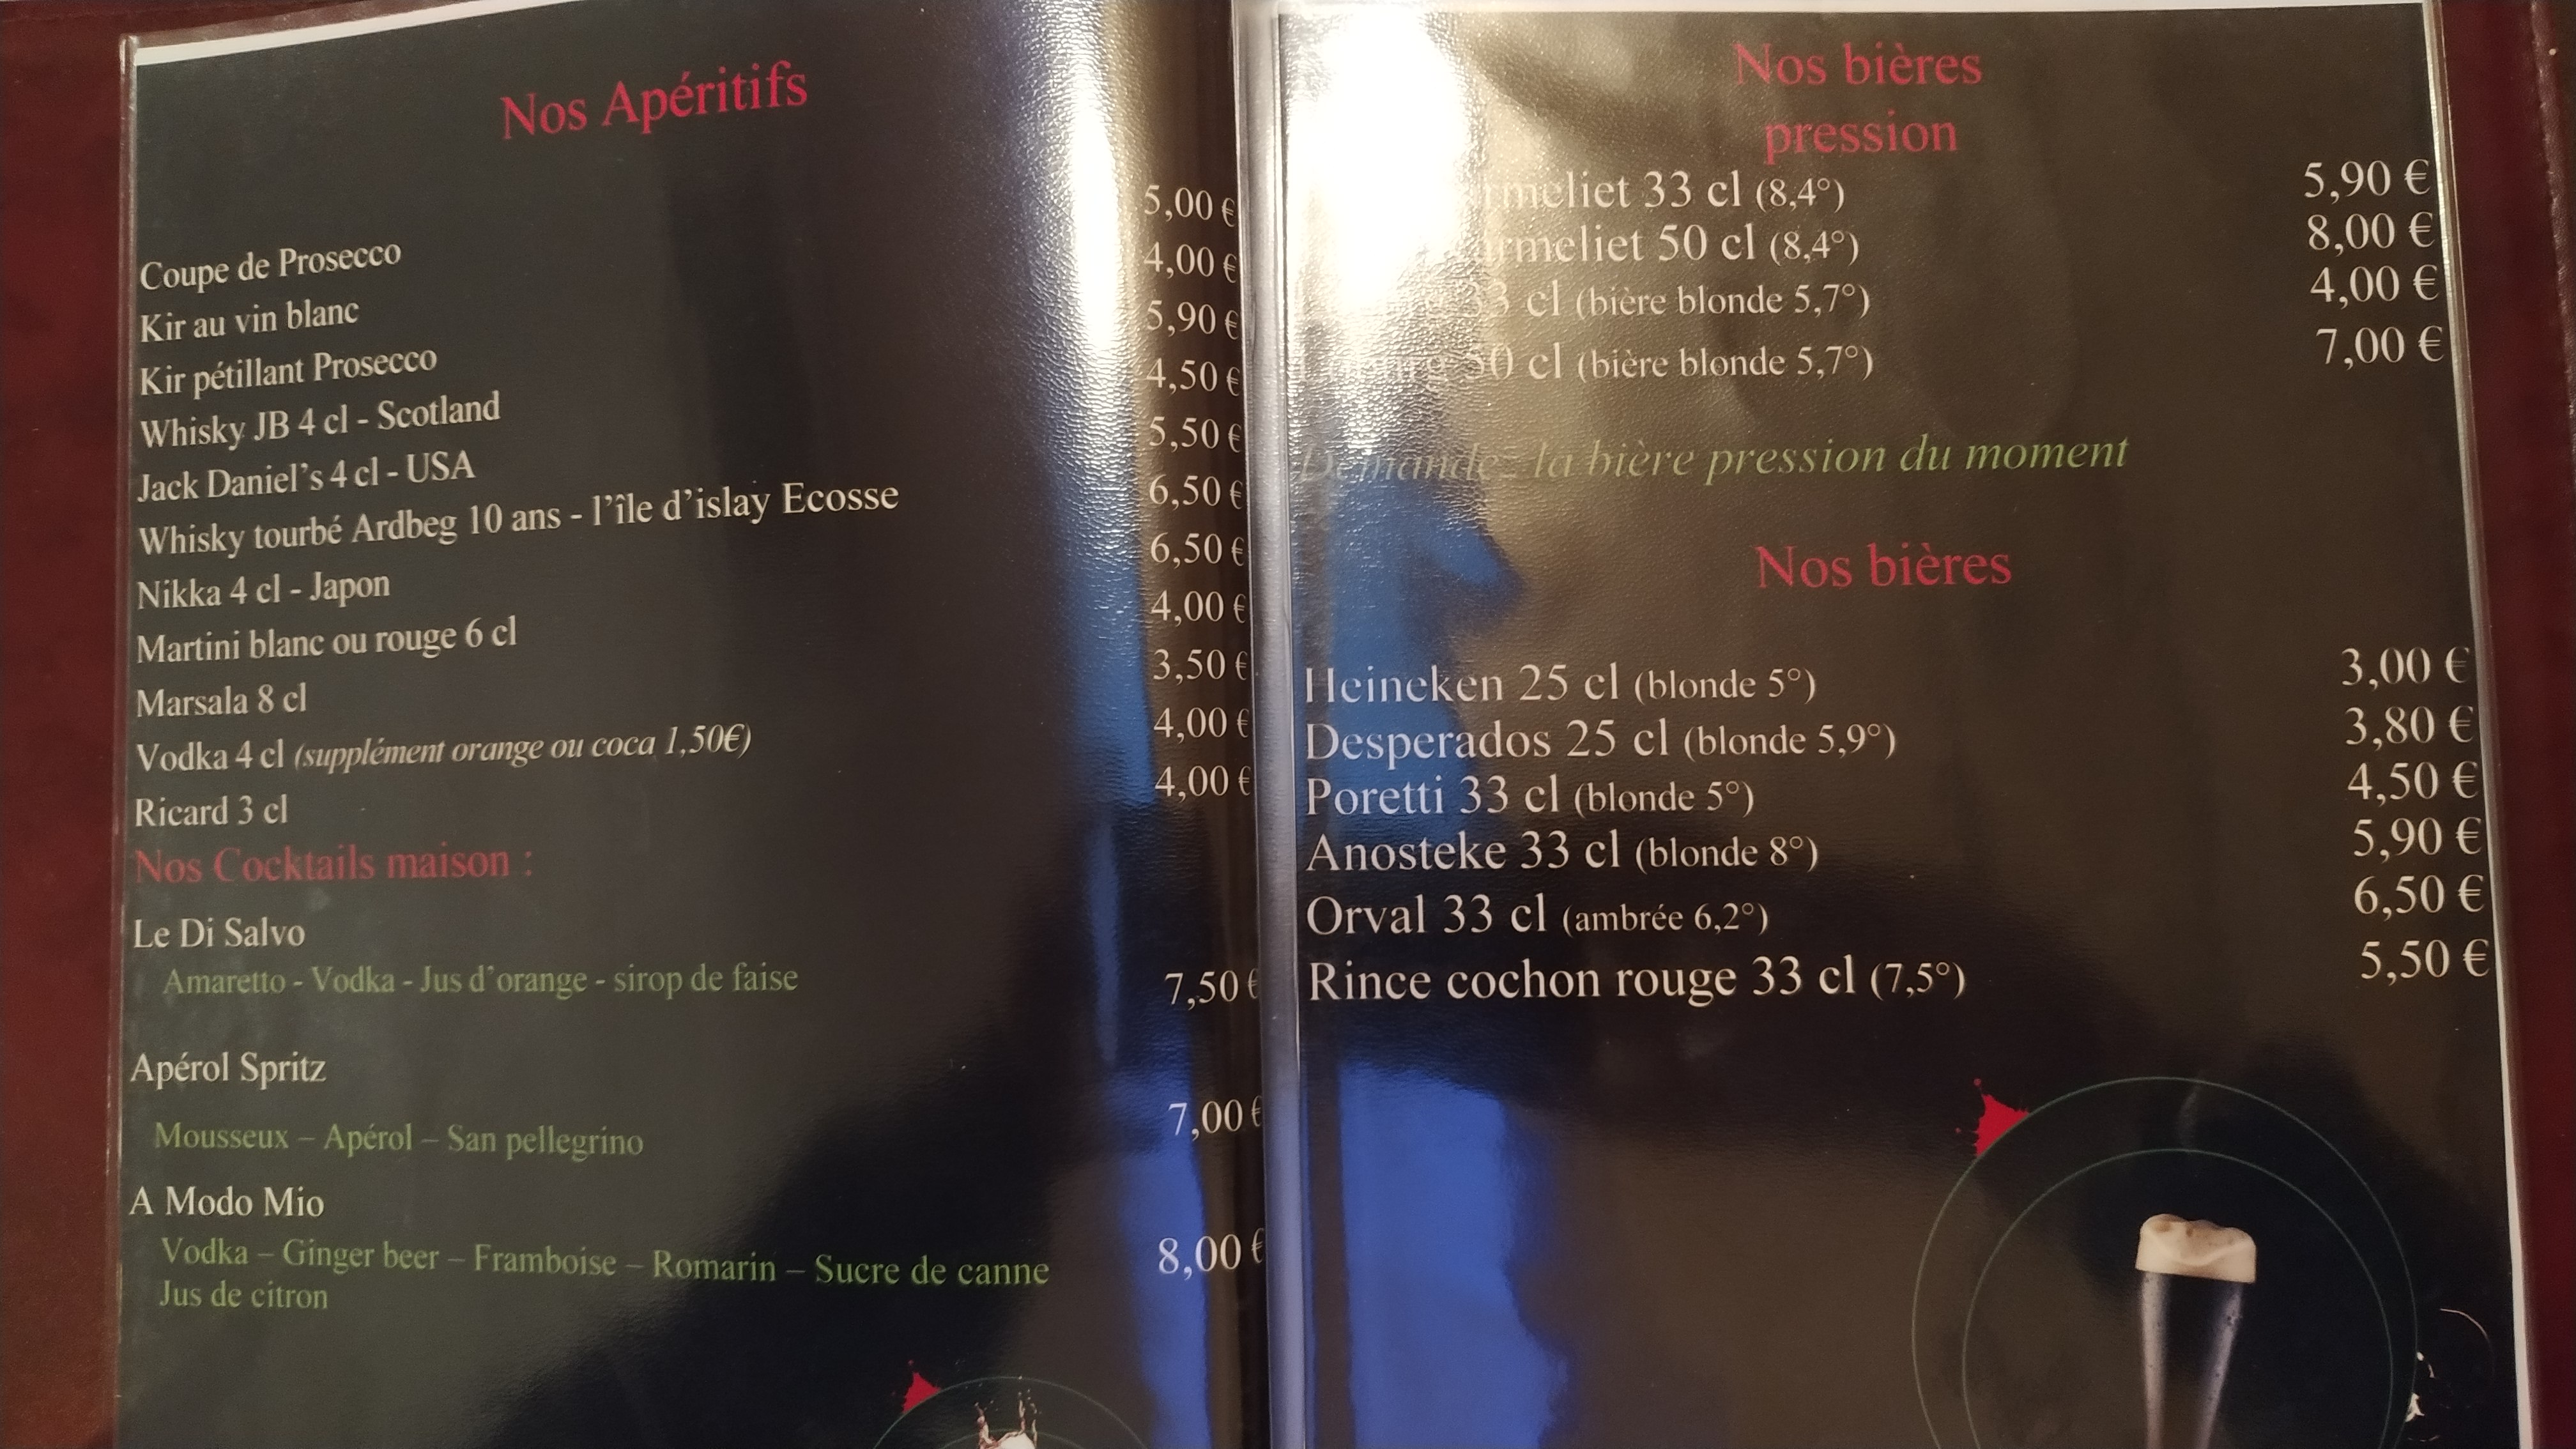 Nos Apéritifs
Coupe de Prosecco 5,00 €
Kir au vin blanc 4,00 €
Kir pétillant Prosecco 5,90 €
Whisky JB 4 cl - Scotland 4,50 €
Jack Daniel's 4 cl - USA 5,50 €
Whisky tourbé Ardbeg 10 ans - l'île d'islay Ecosse 6,50 €
Nikka 4 cl - Japon 6,50 €
Martini blanc ou rouge 6 cl 4,00 €
Marsala 8 cl 3,50 €
Vodka 4 cl (supplément orange ou coca 1,50€) 4,00 €
Ricard 3 cl 4,00 €
Nos Cocktails maison :
Le Di Salvo
Amaretto - Vodka - Jus d'orange - sirop de faise 7,50 €
Apérol Spritz
Mousseux – Apérol – San pellegrino 7,00 €
A Modo Mio
Vodka – Ginger beer – Framboise – Romarin – Sucre de canne 8,00 €
Jus de citron
Nos bières
pression
33 cl (8,4°) 5,90 €
50 cl (8,4°) 8,00 €
cl (bière blonde 5,7°) 4,00 €
50 cl (bière blonde 5,7°) 7,00 €
la bière pression du moment
Nos bières
Heineken 25 cl (blonde 5°) 3,00 €
Desperados 25 cl (blonde 5,9°) 3,80 €
Poretti 33 cl (blonde 5°) 4,50 €
Anosteke 33 cl (blonde 8°) 5,90 €
Orval 33 cl (ambrée 6,2°) 6,50 €
Rince cochon rouge 33 cl (7,5°) 5,50 €